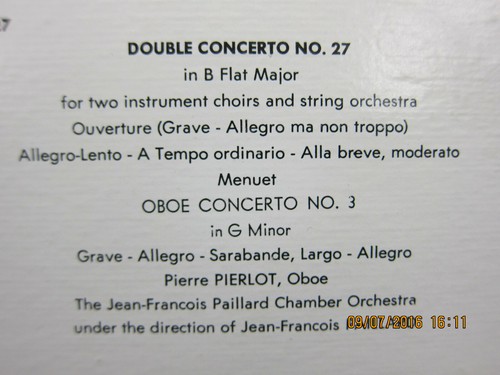 27
DOUBLE CONCERTO NO. 27
in B Flat Major
for two instrument choirs and string orchestra
Ouverture (Grave - Allegro ma non troppo)
Allegro-Lento - A Tempo ordinario - Alla breve, moderato
Menuet
OBOE CONCERTO NO. 3
in G Minor
Grave - Allegro - Sarabande, Largo - Allegro
Pierre PIERLOT, Oboe
The Jean-Francois Paillard Chamber Orchestra
under the direction of Jean-Francois
09/07/2016 16:11